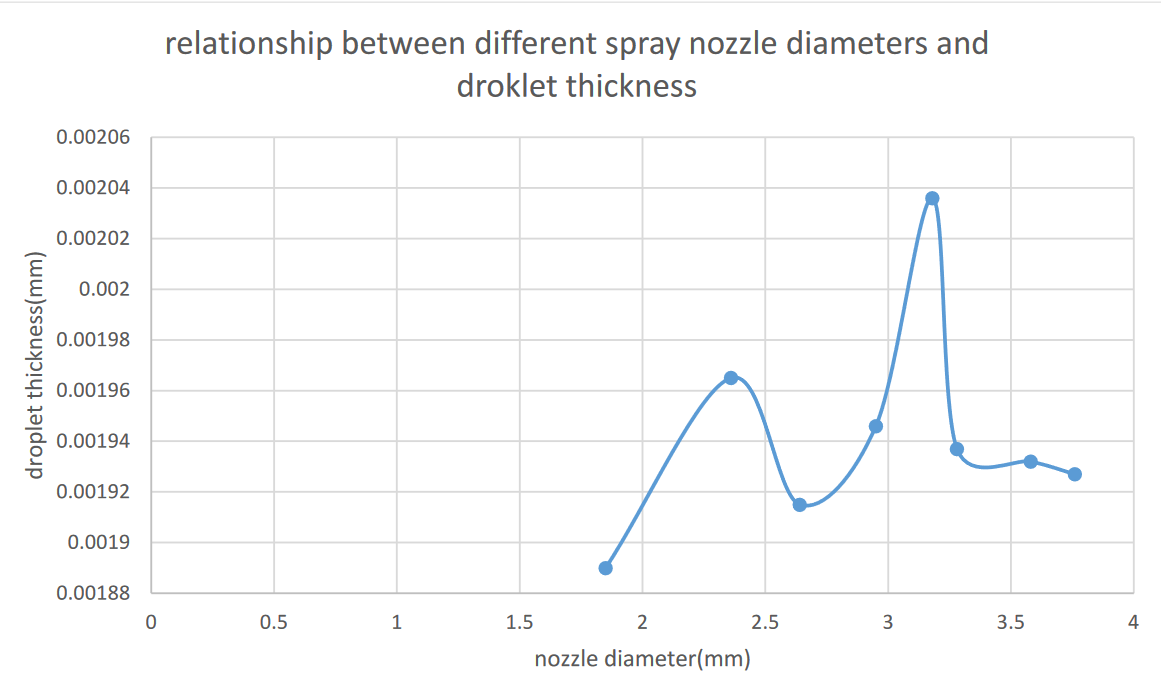 relationship between different spray nozzle diameters and
droklet thickness
0.00206
0.00204
0.00202
0.002
0.00198
0.00196
0.00194
0.00192
0.0019
0.00188
droplet thickness(mm)
0 0.5 1 1.5 2 2.5 3 3.5 4
nozzle diameter(mm)